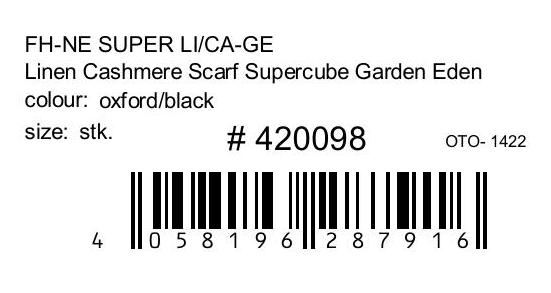 FH-NE SUPER LI/CA-GE
Linen Cashmere Scarf Supercube Garden Eden
colour: oxford/black
size: stk.
# 420098
OTO- 1422
4 058196 287916